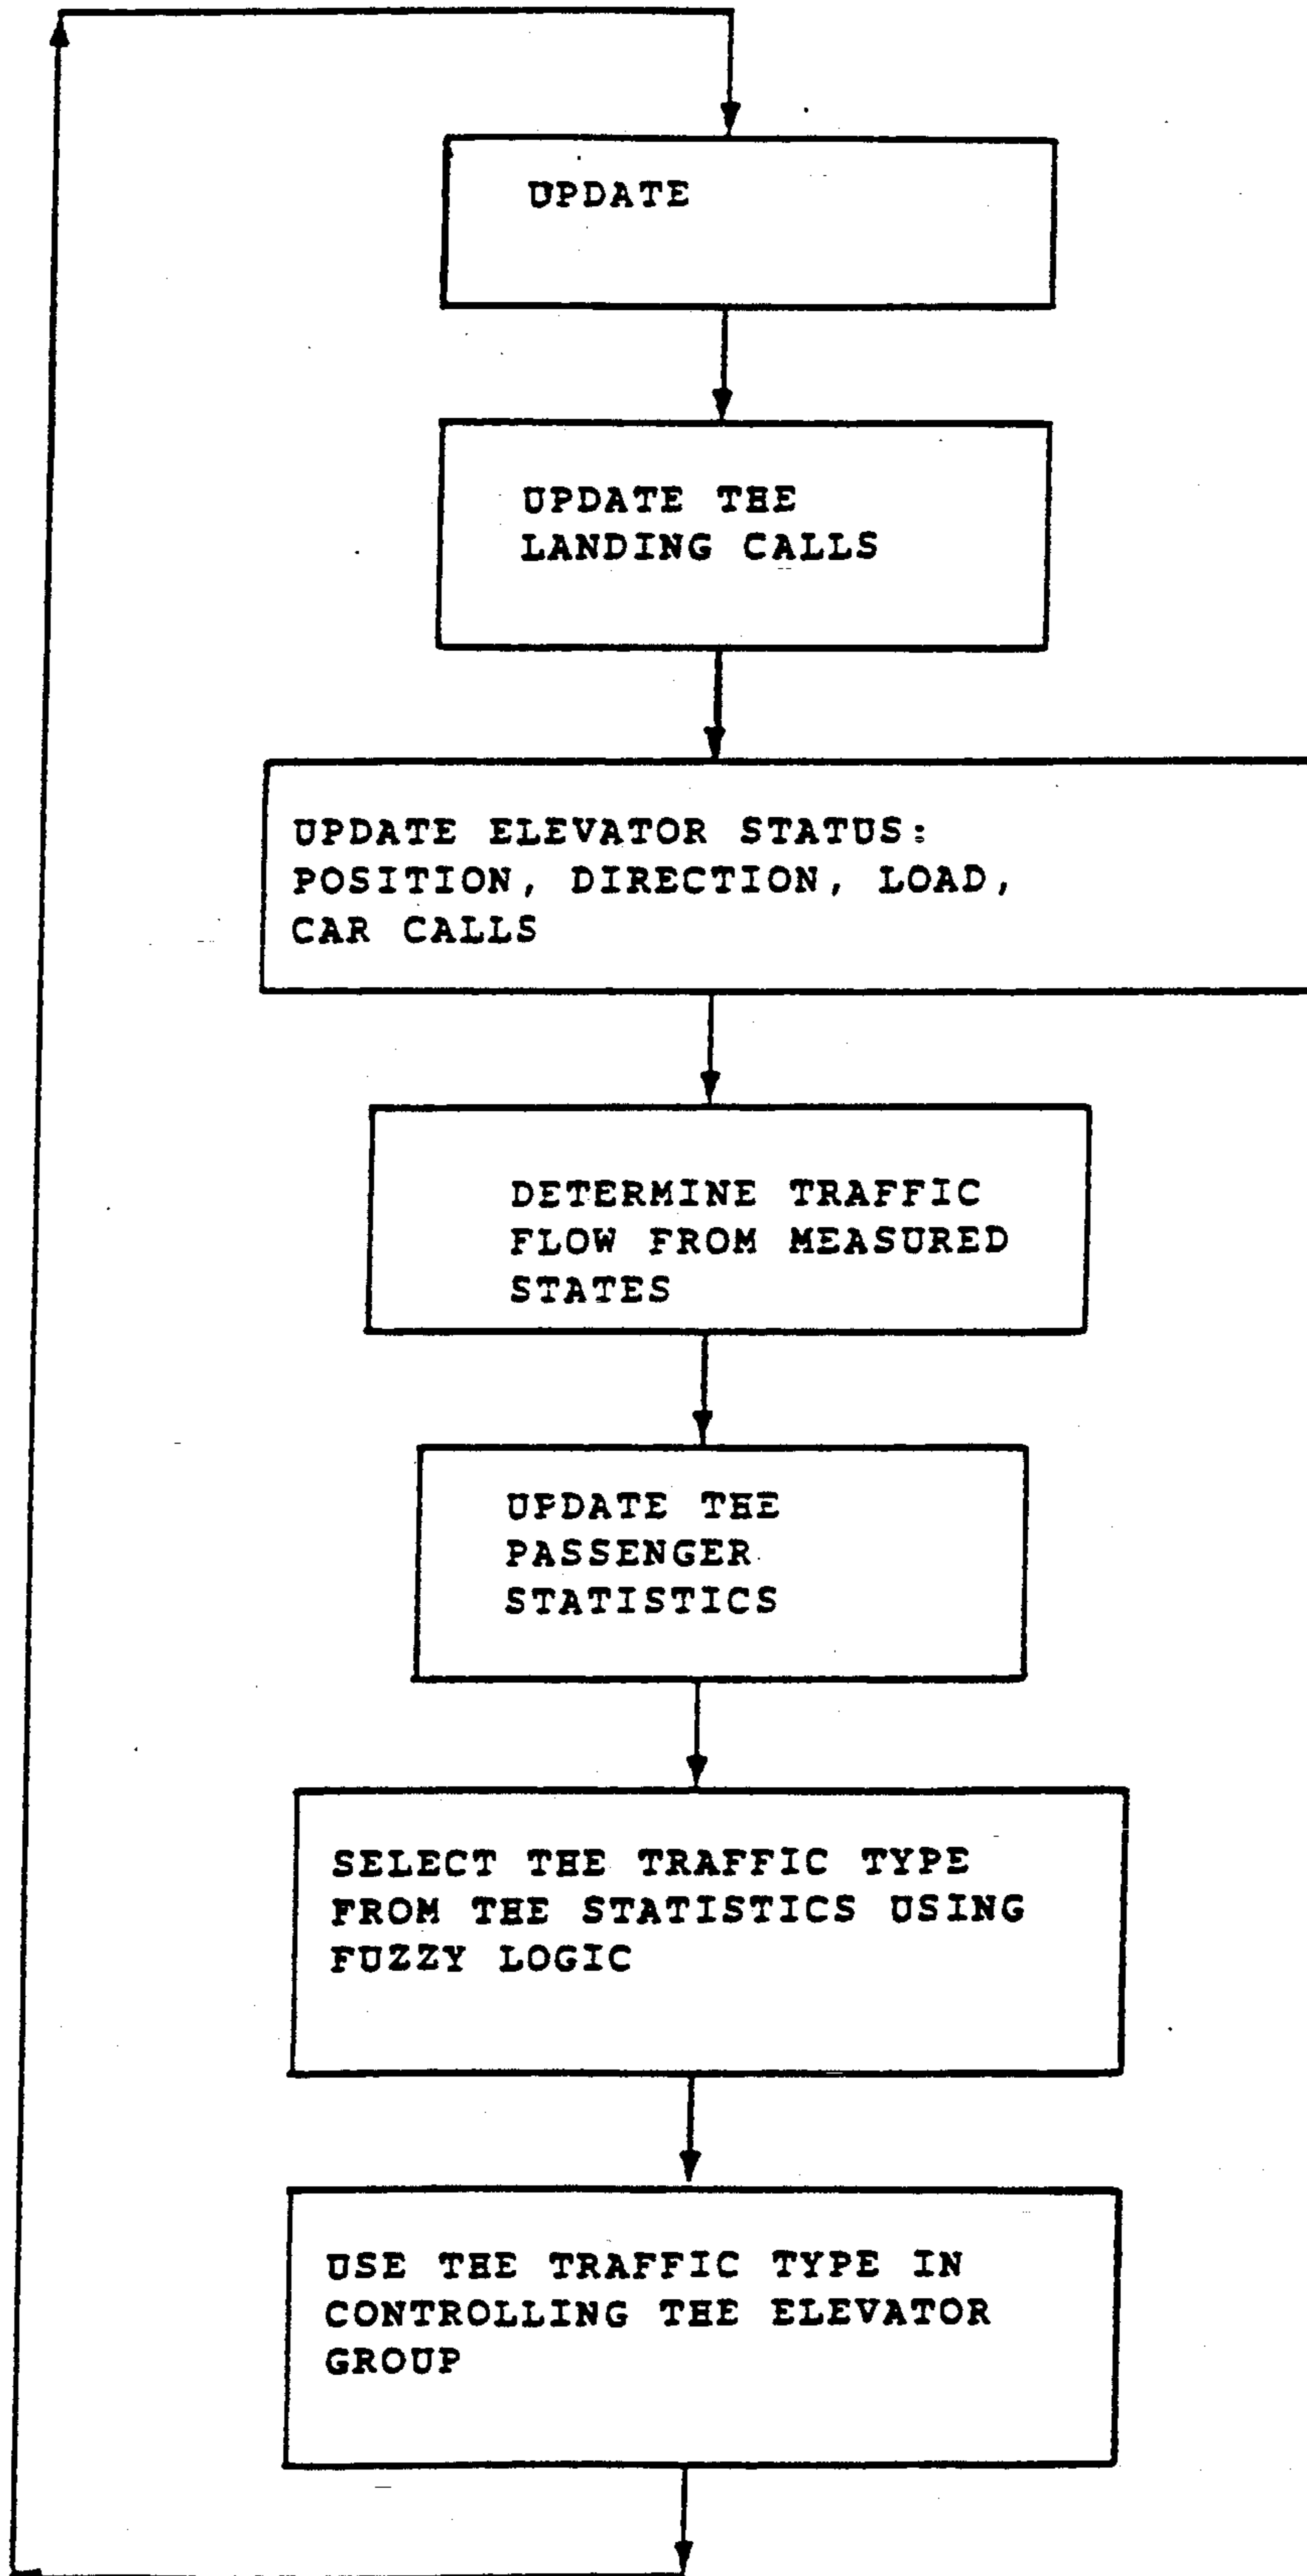 UPDATE
UPDATE THE
LANDING CALLS
UPDATE ELEVATOR STATUS:
POSITION, DIRECTION, LOAD,
CAR CALLS
DETERMINE TRAFFIC
FLOW FROM MEASURED
STATES
UPDATE THE
PASSENGER
STATISTICS
SELECT THE TRAFFIC TYPE
FROM THE STATISTICS USING
FUZZY LOGIC
USE THE TRAFFIC TYPE IN
CONTROLLING THE ELEVATOR
GROUP